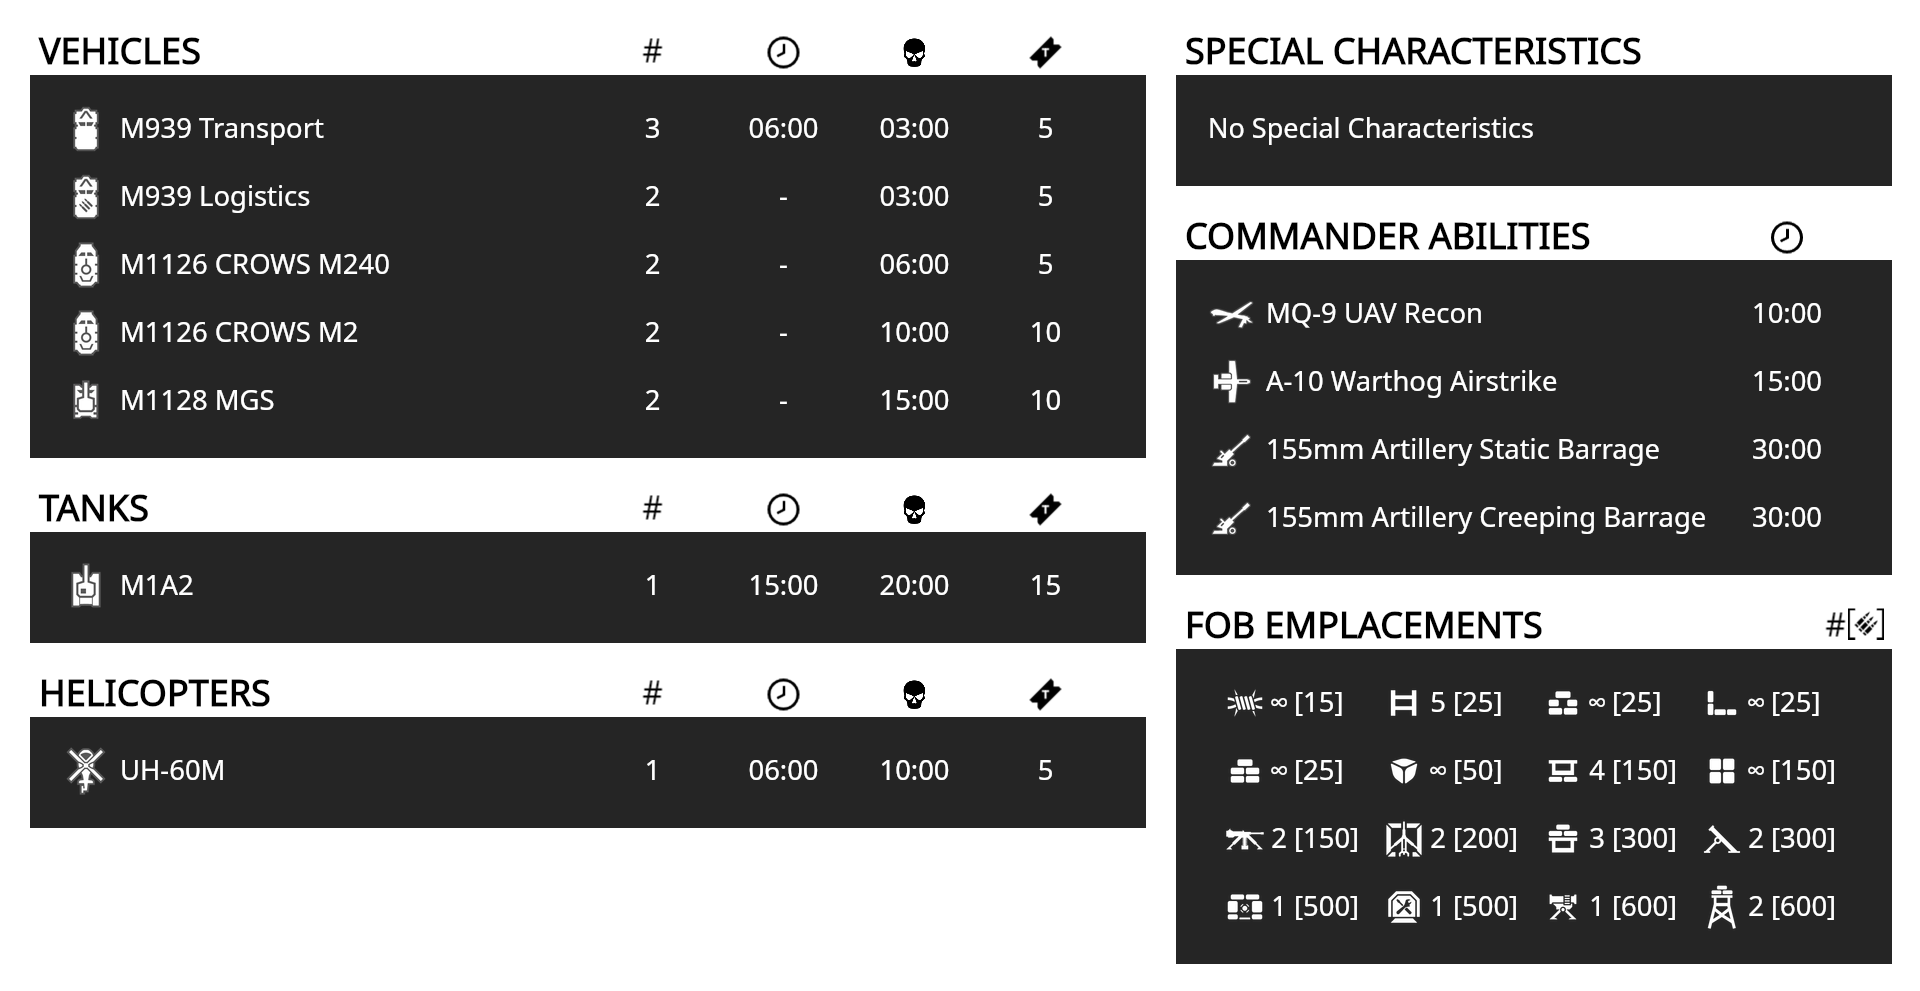 VEHICLES #
M939 Transport 3 06:00 03:00 5
M939 Logistics 2 - 03:00 5
M1126 CROWS M240 2 - 06:00 5
M1126 CROWS M2 2 - 10:00 10
M1128 MGS 2 - 15:00 10
TANKS #
M1A2 1 15:00 20:00 15
HELICOPTERS #
UH-60M 1 06:00 10:00 5
SPECIAL CHARACTERISTICS
No Special Characteristics
COMMANDER ABILITIES
MQ-9 UAV Recon 10:00
A-10 Warthog Airstrike 15:00
155mm Artillery Static Barrage 30:00
155mm Artillery Creeping Barrage 30:00
FOB EMPLACEMENTS #[]
∞ [15] 5 [25] ∞ [25] ∞ [25]
∞ [25] ∞ [50] 4 [150] ∞ [150]
2 [150] 2 [200] 3 [300] 2 [300]
1 [500] 1 [500] 1 [600] 2 [600]